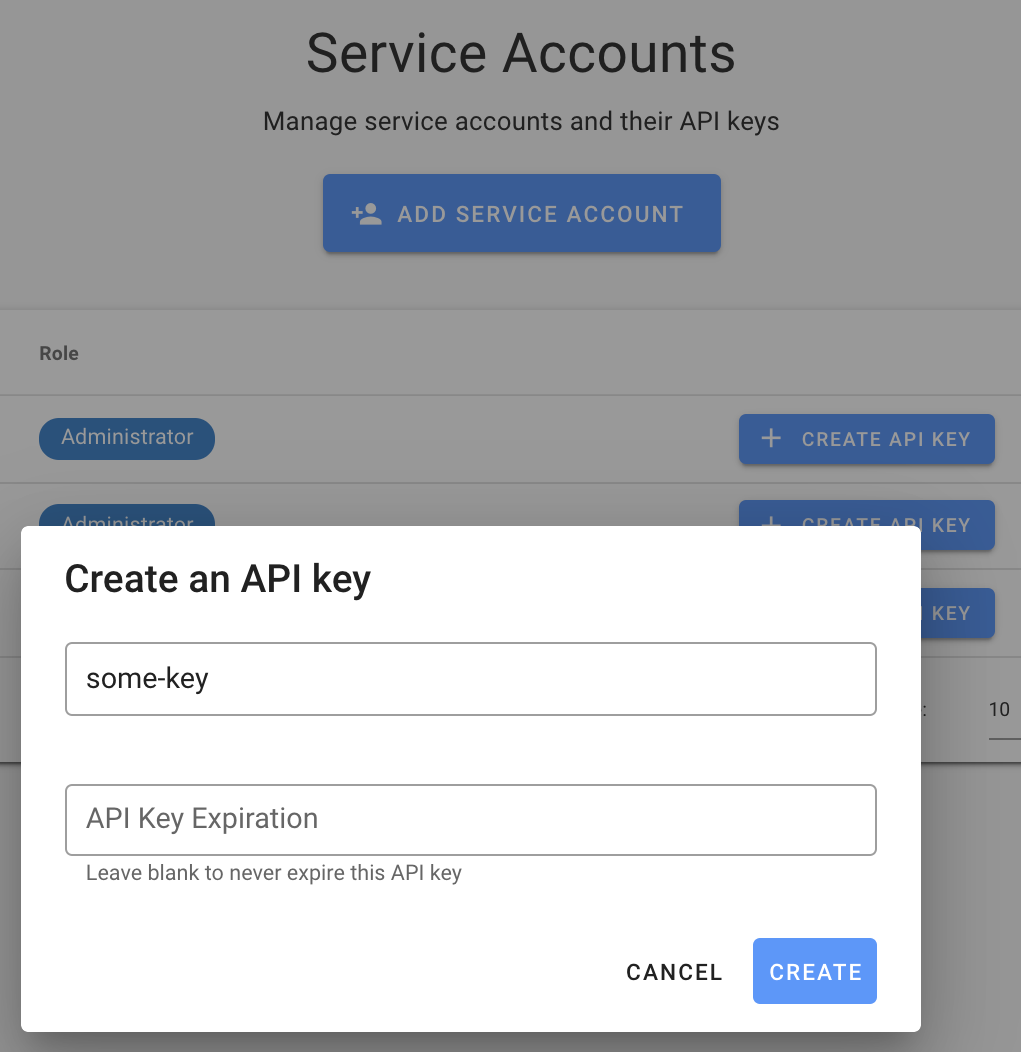 Service Accounts
Manage service accounts and their API keys
ADD SERVICE ACCOUNT
Role
Administrator
CREATE API KEY
Administrator
CREATE API KEY
KEY
Create an API key
some-key
:
10
API Key Expiration
Leave blank to never expire this API key
CANCEL
CREATE